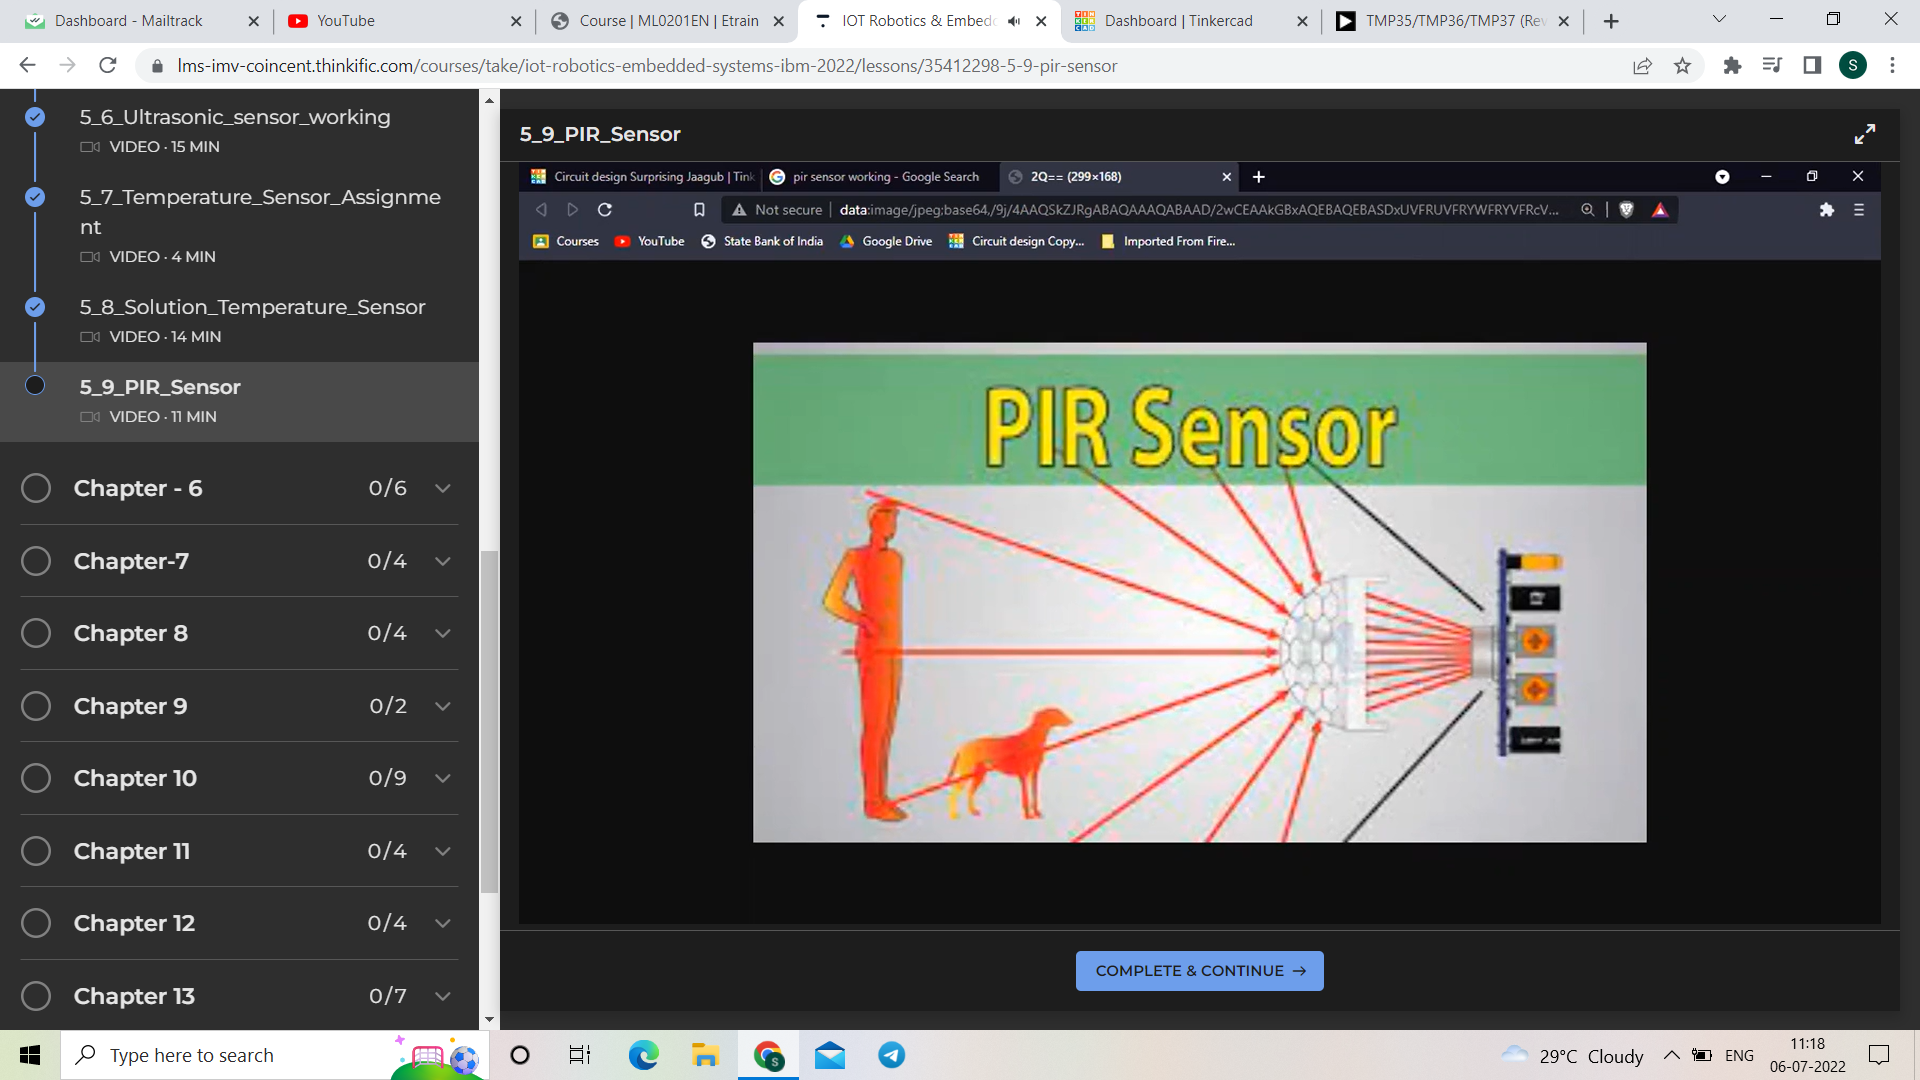 Dashboard - Mailtrack
YouTube
Course | ML0201EN | Etrain
IOT Robotics & Embed
Dashboard | Tinkercad
TMP35/TMP36/TMP37 (Rev
lms-imv-coincent.thinkific.com/courses/take/iot-robotics-embedded-systems-ibm-2022/lessons/35412298-5-9-pir-sensor
S
5_6_Ultrasonic_sensor_working
VIDEO · 15 MIN
5_7_Temperature_Sensor_Assignme
nt
VIDEO · 4 MIN
5_8_Solution_Temperature_Sensor
VIDEO · 14 MIN
5_9_PIR_Sensor
VIDEO · 11 MIN
Chapter - 6 0/6
Chapter-7 0/4
Chapter 8 0/4
Chapter 9 0/2
Chapter 10 0/9
Chapter 11 0/4
Chapter 12 0/4
Chapter 13 0/7
5_9_PIR_Sensor
Circuit design Surprising Jaagub | Tink
pir sensor working - Google Search
2Q== (299×168)
Not secure data:image/jpeg;base64,/9j/4AAQSkZJRgABAQAAAQABAAD/2wCEAAkGBxAQEBAQEBASDxUVFRUVFRYWFRYVFRcV...
Courses
YouTube
State Bank of India
Google Drive
Circuit design Copy...
Imported From Fire...
PIR Sensor
COMPLETE & CONTINUE →
Type here to search
S
29°C Cloudy
ENG
11:18
06-07-2022